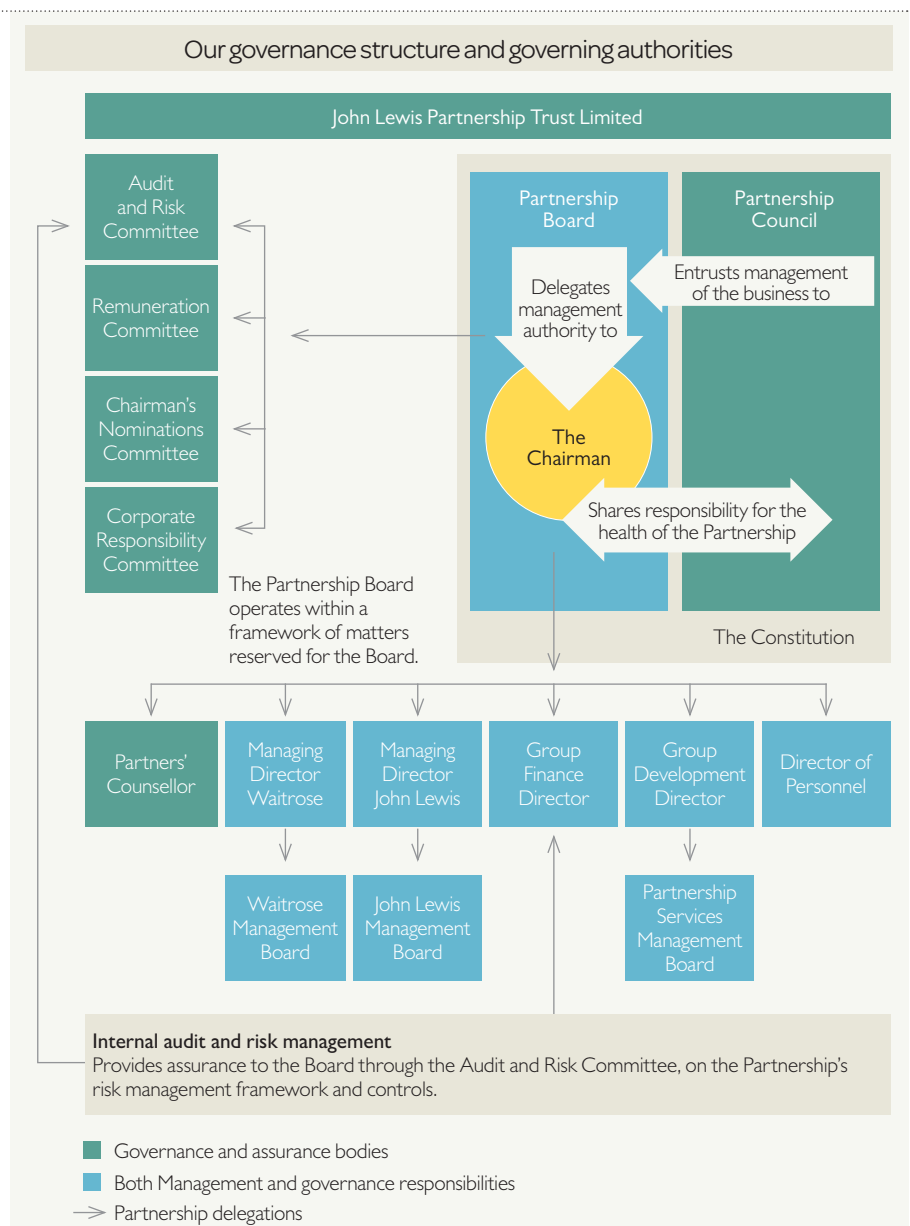 Our governance structure and governing authorities
John Lewis Partnership Trust Limited
Audit
and Risk
Committee
Remuneration
Committee
Chairman's
Nominations
Committee
Corporate
Responsibility
Committee
Partnership
Board
Partnership
Council
Delegates
management
authority to
Entrusts management
of the business to
The
Chairman
Shares responsibility for the
health of the Partnership
The Constitution
The Partnership Board
operates within a
framework of matters
reserved for the Board.
Partners'
Counsellor
Managing
Director
Waitrose
Managing
Director
John Lewis
Group
Finance
Director
Group
Development
Director
Director of
Personnel
Waitrose
Management
Board
John Lewis
Management
Board
Partnership
Services
Management
Board
Internal audit and risk management
Provides assurance to the Board through the Audit and Risk Committee, on the Partnership's
risk management framework and controls.
Governance and assurance bodies
Both Management and governance responsibilities
Partnership delegations